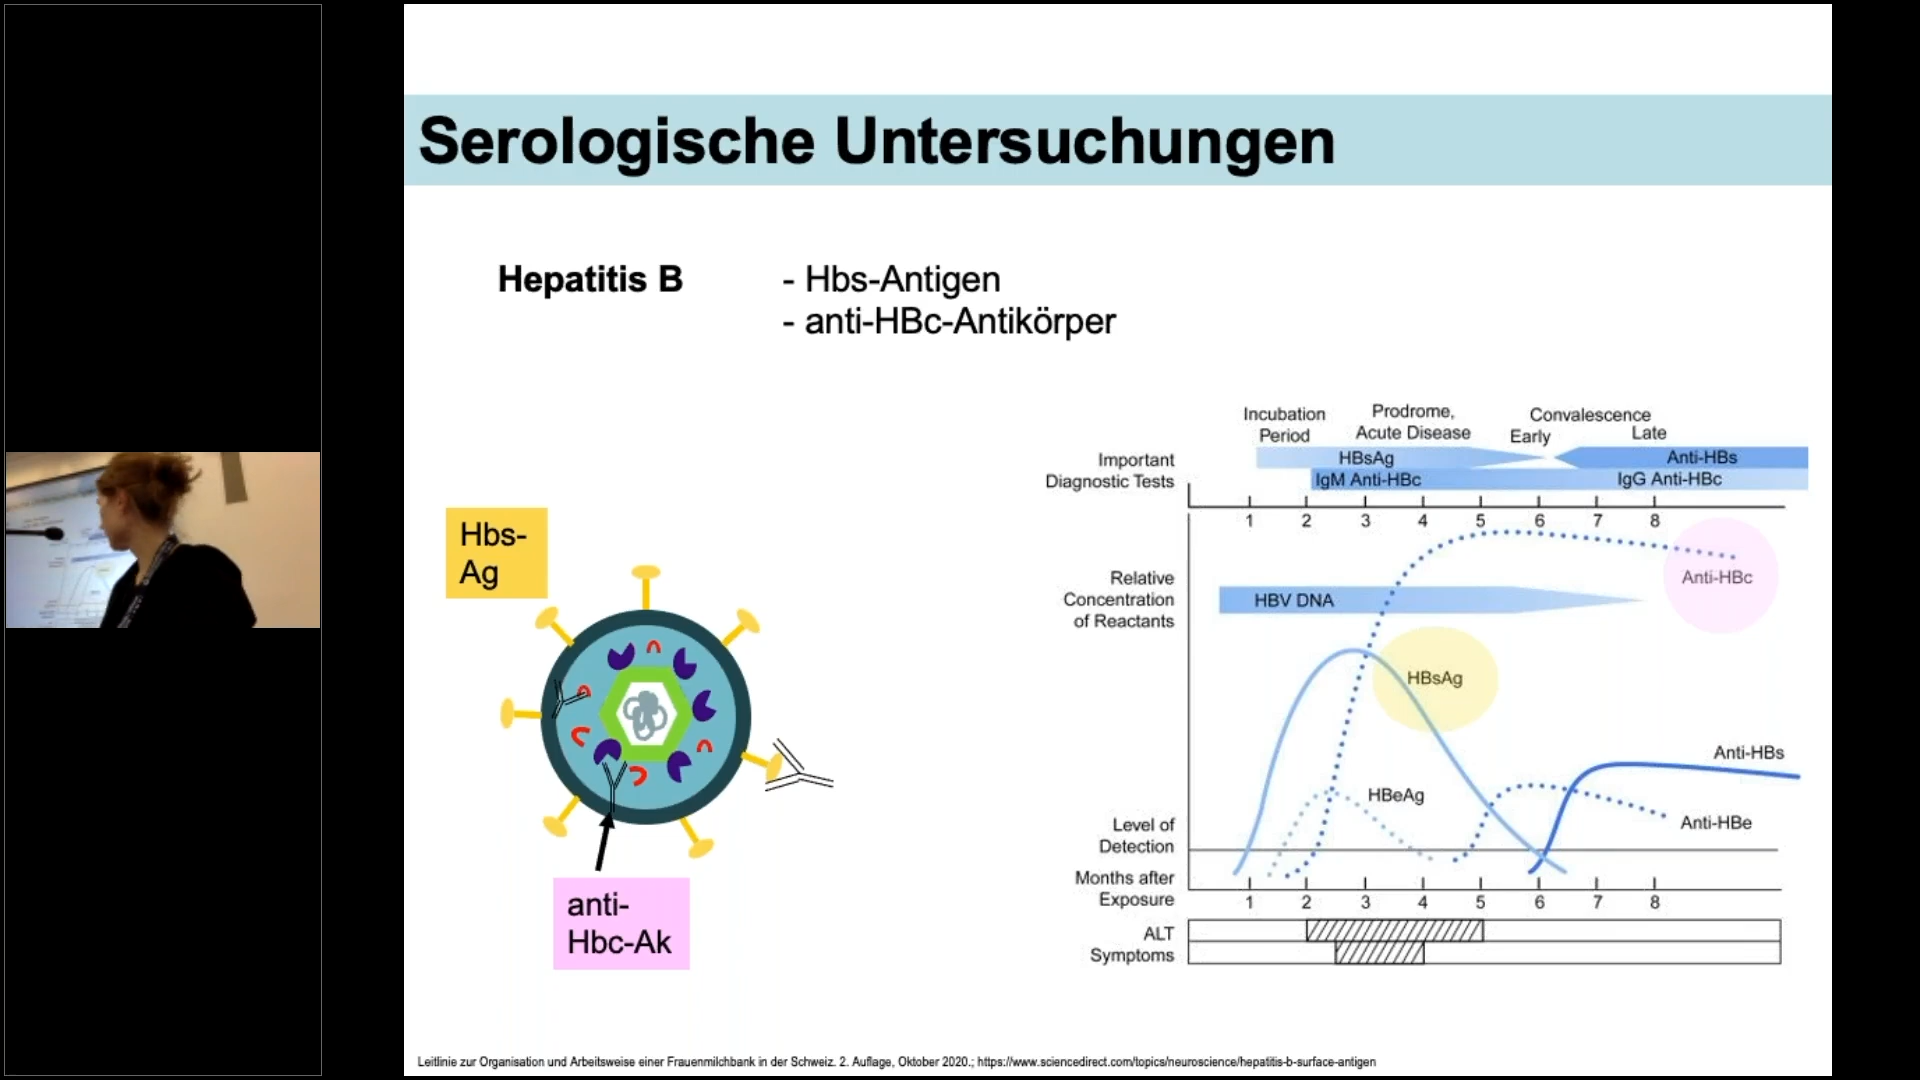 Serologische Untersuchungen
Hepatitis B
- Hbs-Antigen
- anti-HBc-Antikörper
Hbs-
Ag
anti-
Hbc-Ak
Incubation
Period
Prodrome,
Acute Disease
Convalescence
Early
Late
Important
Diagnostic Tests
HBsAg
Anti-HBs
IgM Anti-HBc
IgG Anti-HBc
1 2 3 4 5 6 7 8
Relative
Concentration
of Reactants
HBV DNA
Anti-HBc
HBsAg
HBeAg
Anti-HBs
Anti-HBe
Level of
Detection
Months after
Exposure
1 2 3 4 5 6 7 8
ALT
Symptoms
Leitlinie zur Organisation und Arbeitsweise einer Frauenmilchbank in der Schweiz. 2. Auflage, Oktober 2020.; https://www.sciencedirect.com/topics/neuroscience/hepatitis-b-surface-antigen